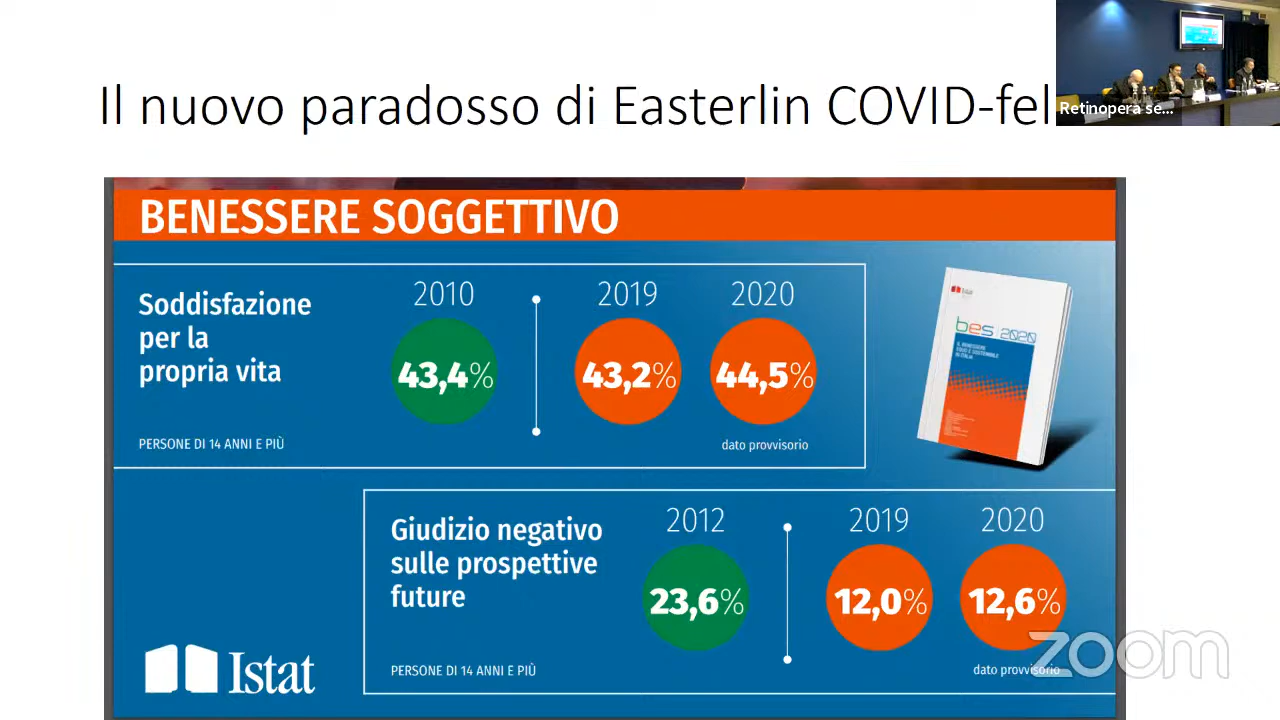 Il nuovo paradosso di Easterlin COVID-fel
Retinopera se...
BENESSERE SOGGETTIVO
Soddisfazione
per la
propria vita
PERSONE DI 14 ANNI E PIÙ
2010
2019
2020
43,4%
43,2%
44,5%
dato provvisorio
Istat
bes 2020
IL BENESSERE
EQUO E SOSTENIBILE
IN ITALIA
Giudizio negativo
sulle prospettive
future
PERSONE DI 14 ANNI E PIÙ
2012
2019
2020
23,6%
12,0%
12,6%
dato provvisorio
Istat
zoom